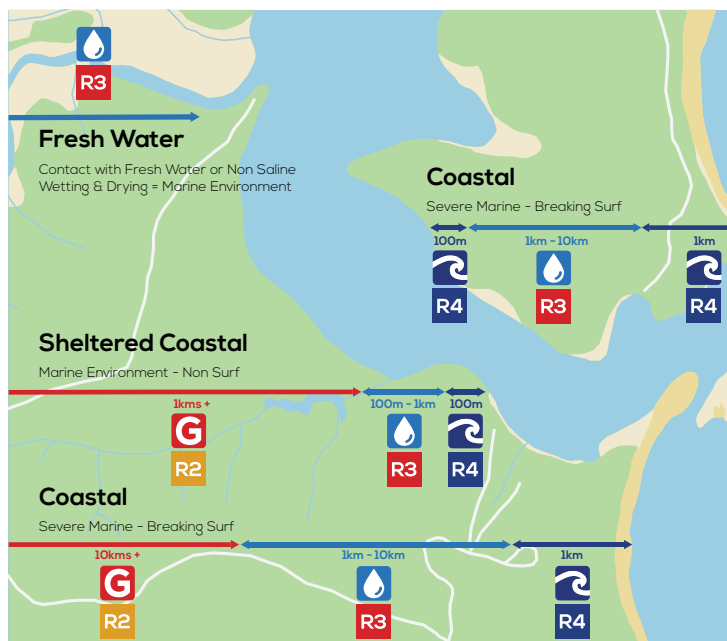 R3
Fresh Water
Contact with Fresh Water or Non Saline
Wetting & Drying = Marine Environment
Coastal
Severe Marine - Breaking Surf
100m 1km - 10km 1km
R4 R3 R4
Sheltered Coastal
Marine Environment - Non Surf
1kms + 100m - 1km 100m
G
R2 R3 R4
Coastal
Severe Marine - Breaking Surf
10kms + 1km - 10km 1km
G
R2 R3 R4